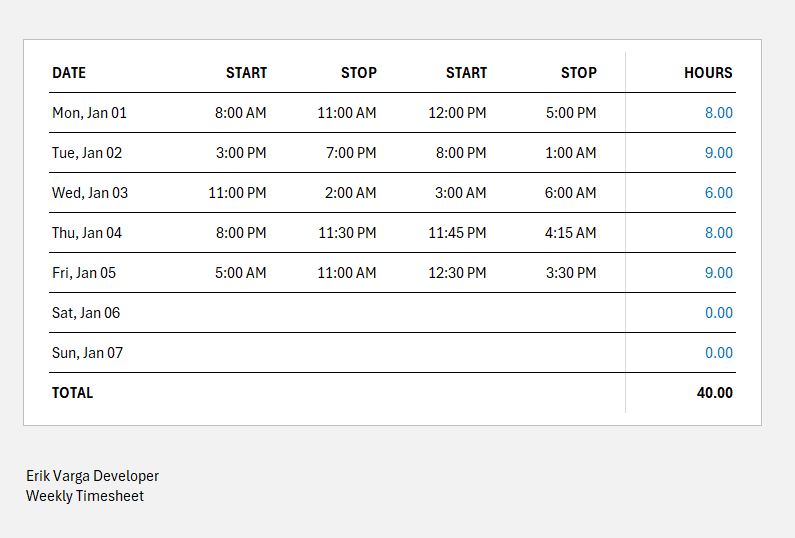 DATE START STOP START STOP HOURS
Mon, Jan 01 8:00 AM 11:00 AM 12:00 PM 5:00 PM 8.00
Tue, Jan 02 3:00 PM 7:00 PM 8:00 PM 1:00 AM 9.00
Wed, Jan 03 11:00 PM 2:00 AM 3:00 AM 6:00 AM 6.00
Thu, Jan 04 8:00 PM 11:30 PM 11:45 PM 4:15 AM 8.00
Fri, Jan 05 5:00 AM 11:00 AM 12:30 PM 3:30 PM 9.00
Sat, Jan 06 0.00
Sun, Jan 07 0.00
TOTAL 40.00
Erik Varga Developer
Weekly Timesheet